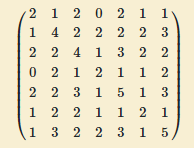 2 1 2 0 2 1 1
1 4 2 2 2 2 3
2 2 4 1 3 2 2
0 2 1 2 1 1 2
2 2 3 1 5 1 3
1 2 2 1 1 2 1
1 3 2 2 3 1 5